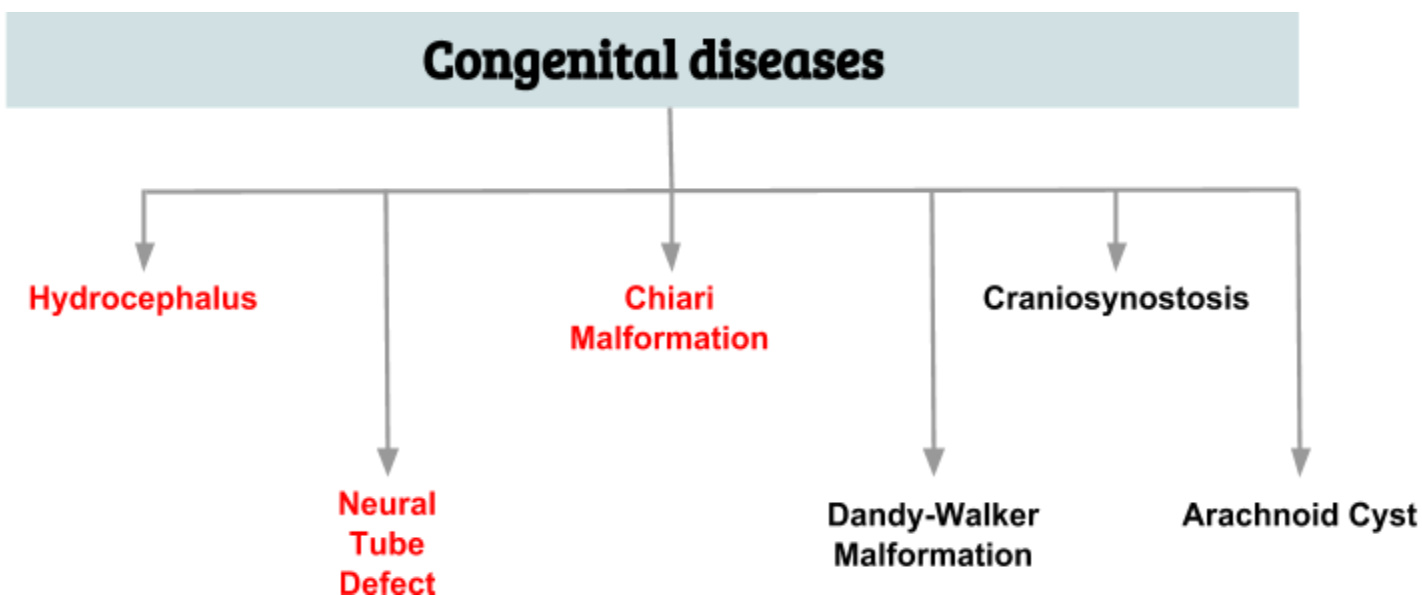 Congenital diseases
Hydrocephalus
Chiari
Malformation
Craniosynostosis
Neural
Tube
Defect
Dandy-Walker
Malformation
Arachnoid Cyst